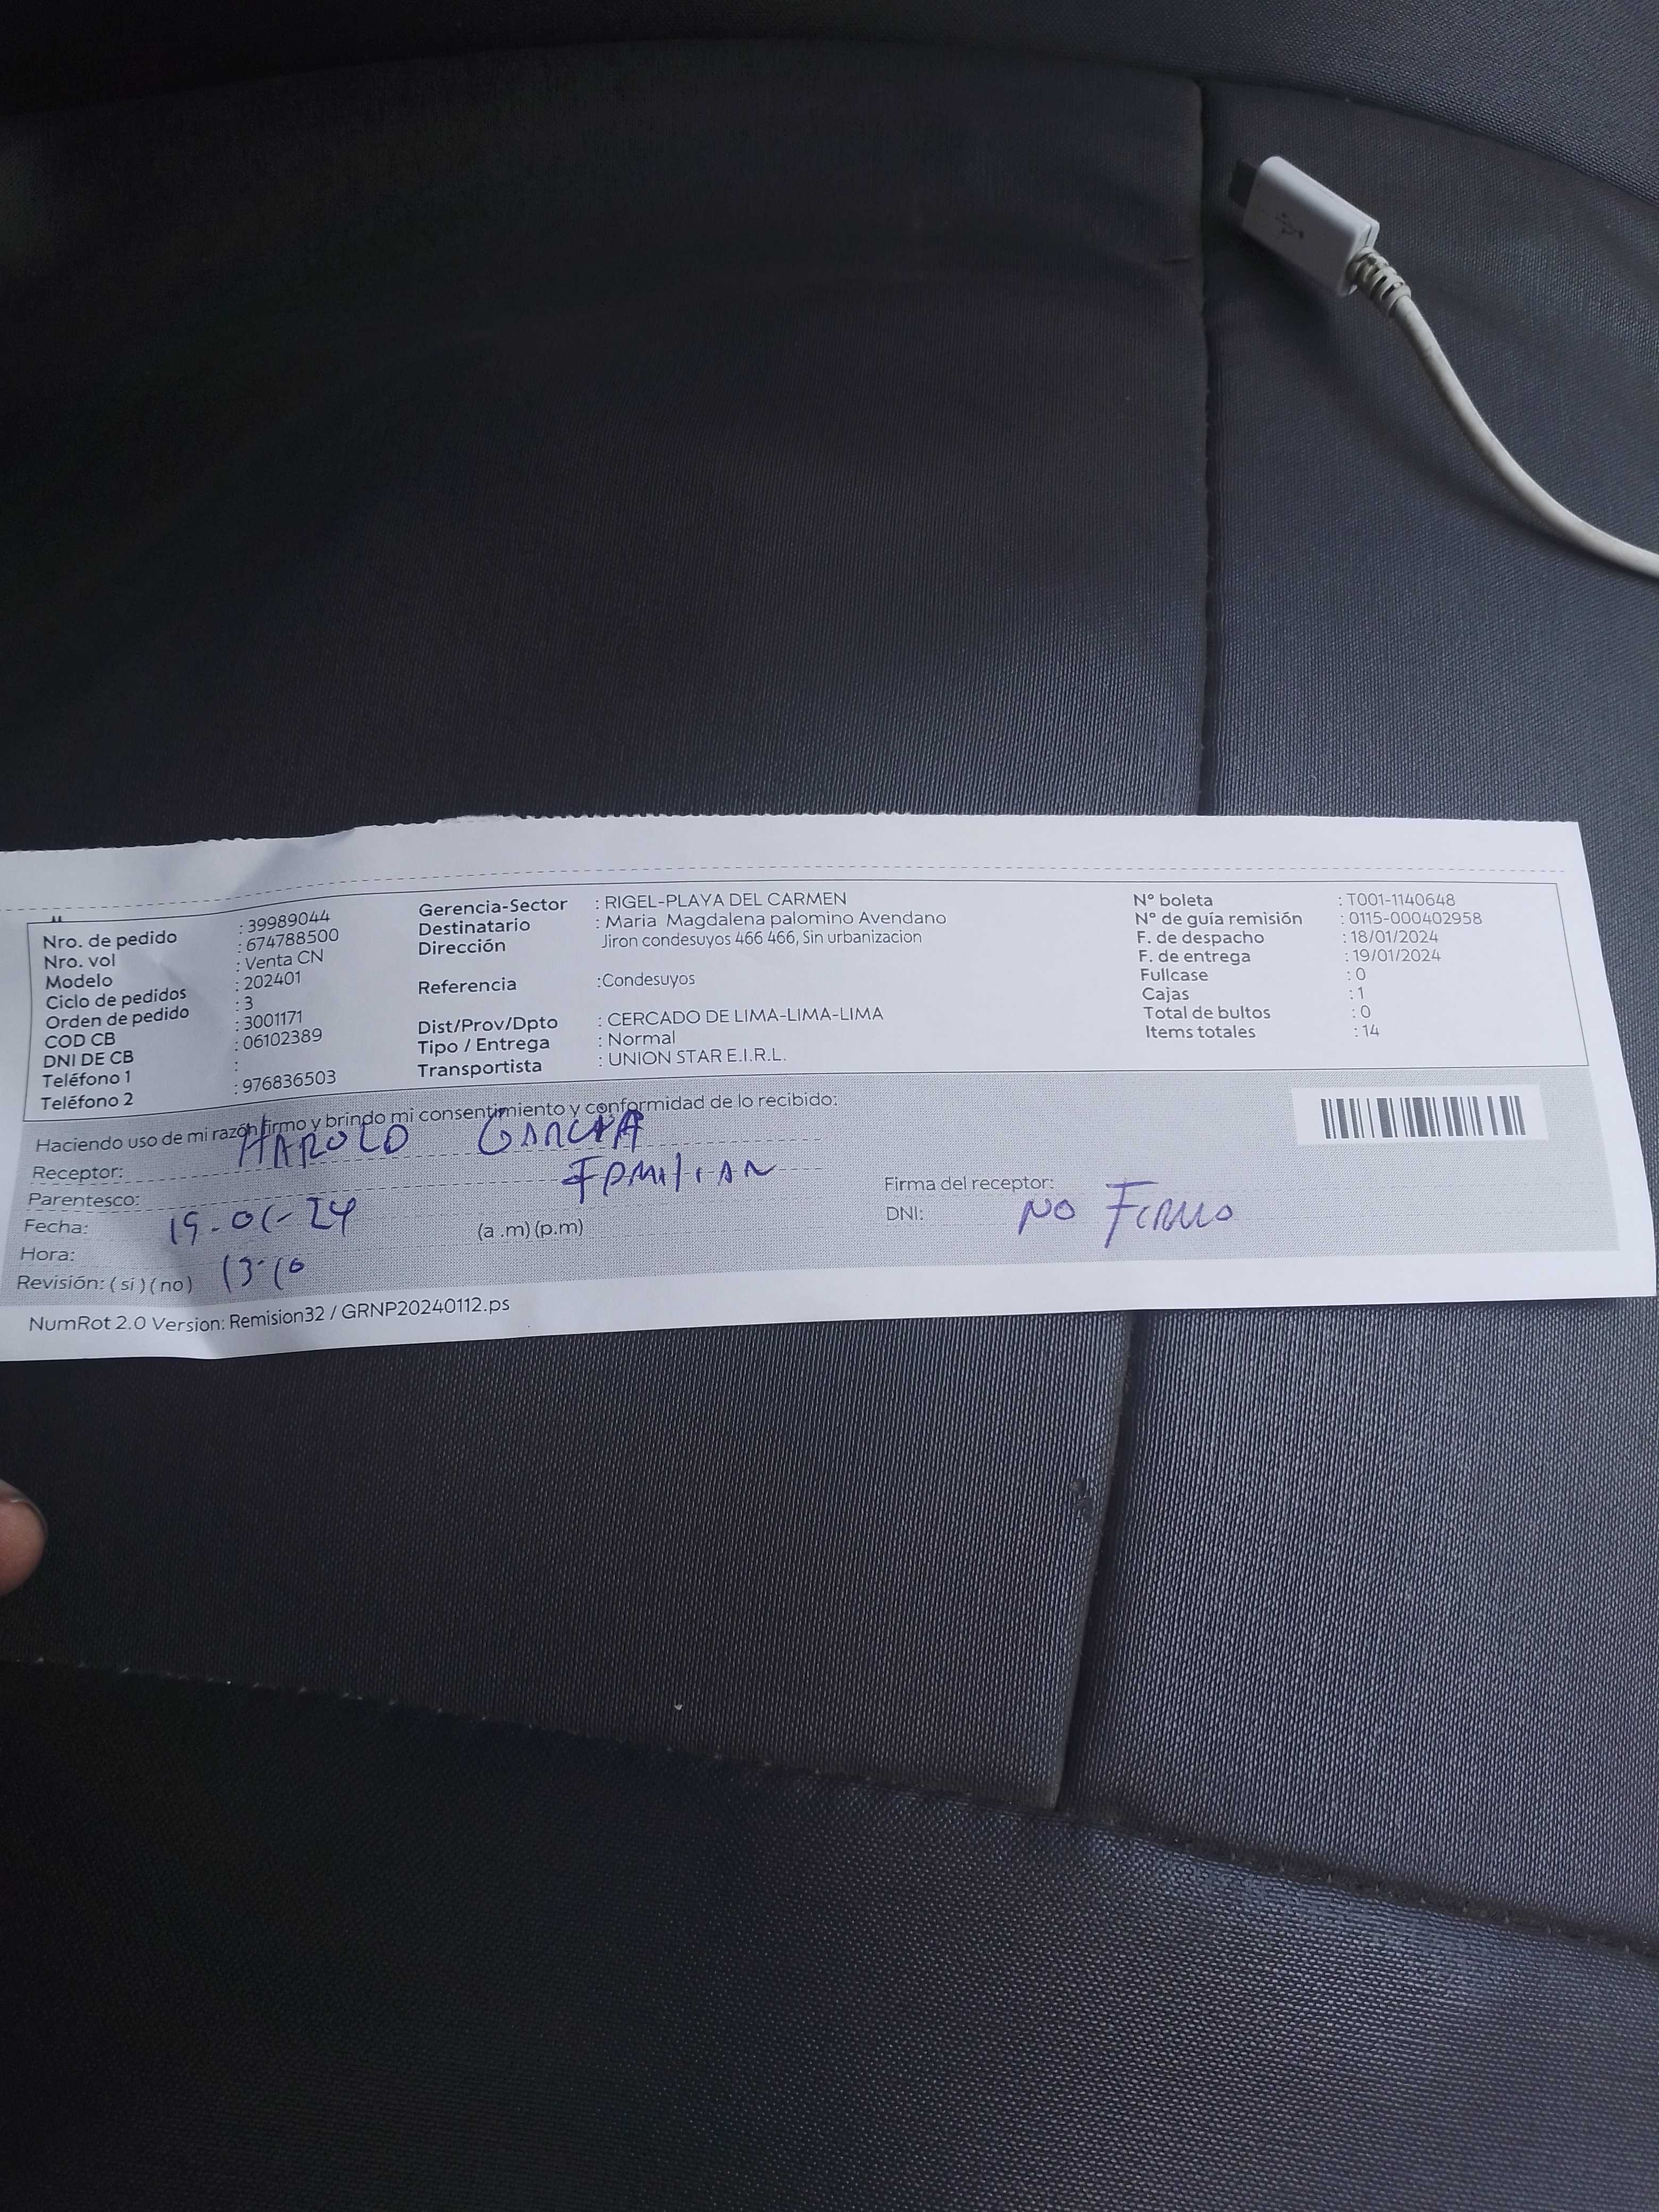 Nro. de pedido : 39989044
Nro. vol : 674788500
Modelo : Venta CN
Ciclo de pedidos : 202401
Orden de pedido : 3
COD CB : 3001171
DNI DE CB : 06102389
Teléfono 1 :
Teléfono 2 : 976836503
Gerencia-Sector : RIGEL-PLAYA DEL CARMEN
Destinatario : Maria Magdalena palomino Avendano
Dirección Jiron condesuyos 466 466, Sin urbanizacion
Referencia :Condesuyos
Dist/Prov/Dpto : CERCADO DE LIMA-LIMA-LIMA
Tipo / Entrega : Normal
Transportista : UNION STAR E.I.R.L.
N° boleta : T001-1140648
N° de guía remisión : 0115-000402958
F. de despacho : 18/01/2024
F. de entrega : 19/01/2024
Fullcase : 0
Cajas : 1
Total de bultos : 0
Items totales : 14
Haciendo uso de mi razón firmo y brindo mi consentimiento y conformidad de lo recibido:
Receptor: HAROLD GARCIA
Parentesco: FAMILIAR
Fecha: 19-01-24
Hora: 13:10 (a .m) (p.m)
Revisión: ( si ) ( no )
Firma del receptor:
DNI: NO FIRMO
NumRot 2.0 Version: Remision32 / GRNP20240112.ps